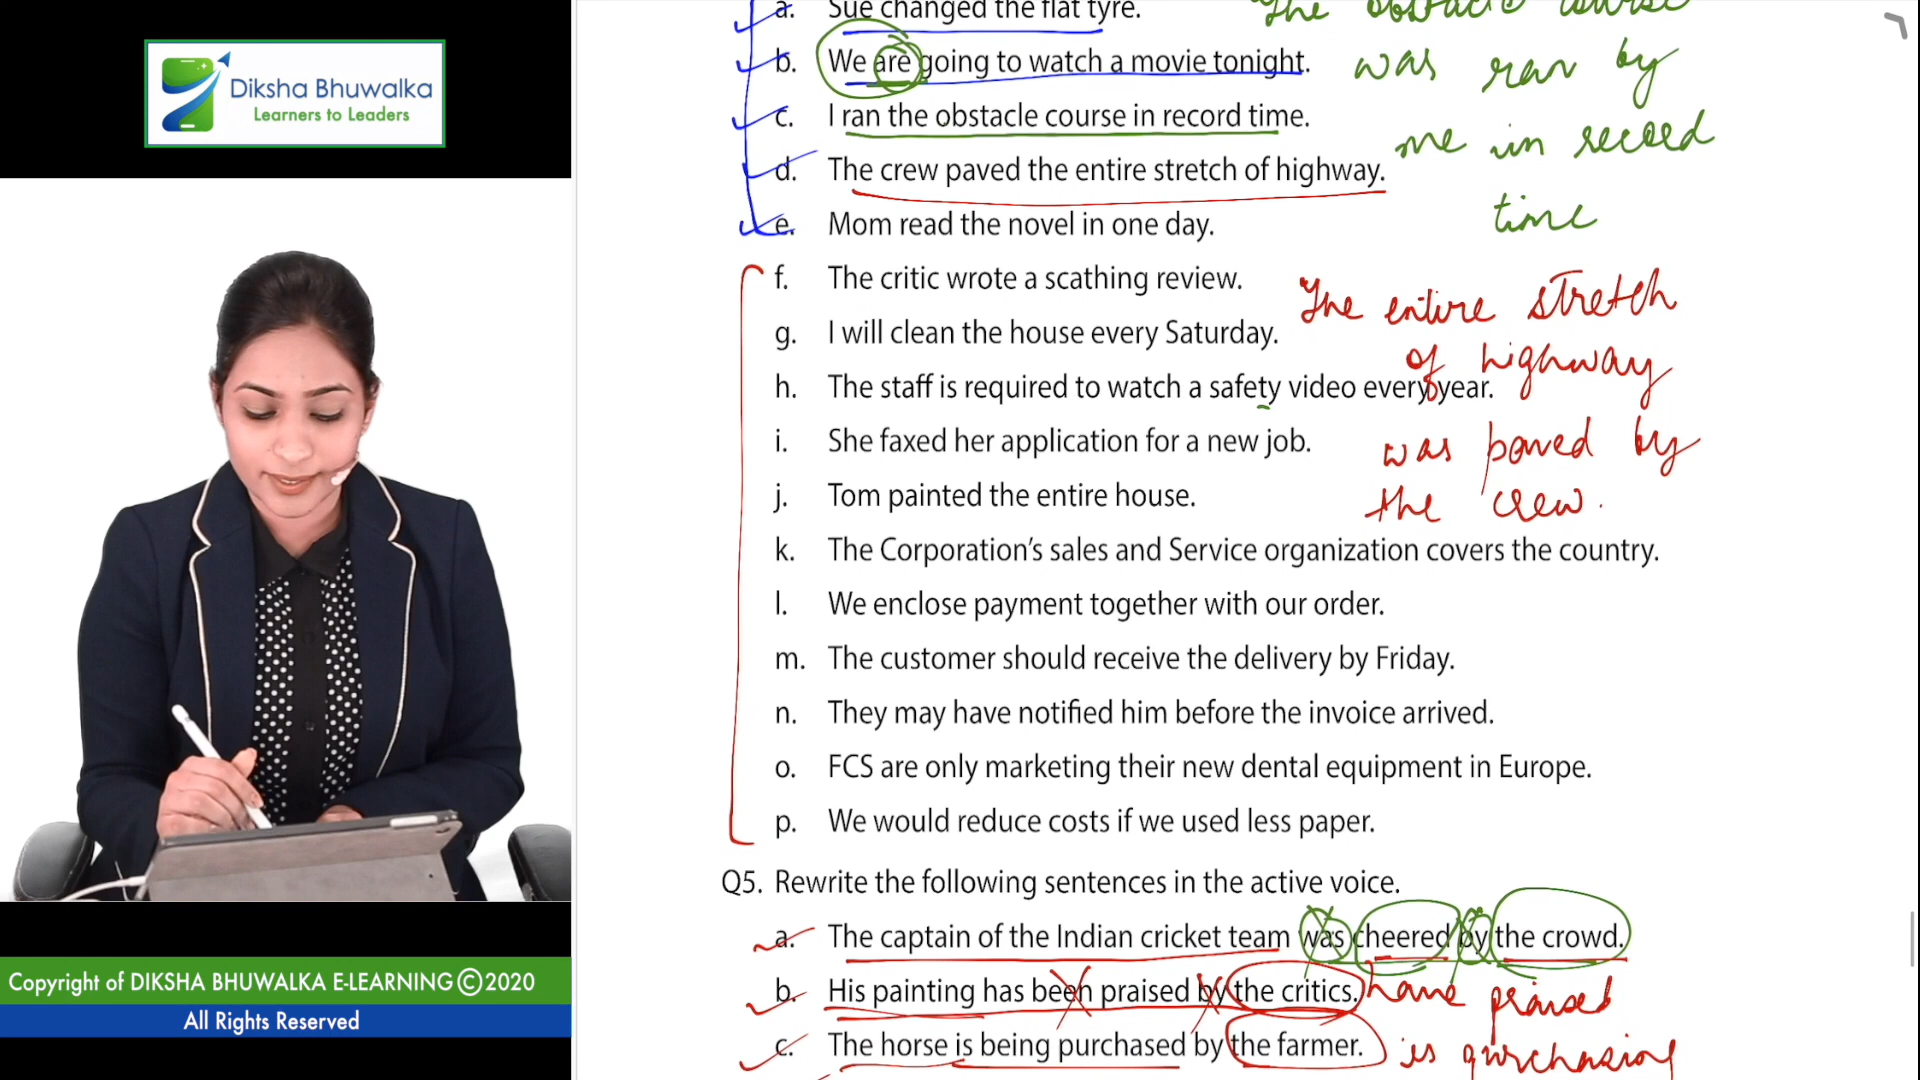 Diksha Bhuwalka
Learners to Leaders
a. Sue changed the flat tyre.
The obstacle course
b. We are going to watch a movie tonight.
was ran by
c. I ran the obstacle course in record time.
me in record
d. The crew paved the entire stretch of highway.
time
e. Mom read the novel in one day.
f. The critic wrote a scathing review.
The entire stretch
g. I will clean the house every Saturday.
of highway
h. The staff is required to watch a safety video every year.
i. She faxed her application for a new job.
was paved by
j. Tom painted the entire house.
the crew.
k. The Corporation's sales and Service organization covers the country.
l. We enclose payment together with our order.
m. The customer should receive the delivery by Friday.
n. They may have notified him before the invoice arrived.
o. FCS are only marketing their new dental equipment in Europe.
p. We would reduce costs if we used less paper.
Q5. Rewrite the following sentences in the active voice.
a. The captain of the Indian cricket team was cheered by the crowd.
b. His painting has been praised by the critics. have praised
c. The horse is being purchased by the farmer. is purchasing
Copyright of DIKSHA BHUWALKA E-LEARNING © 2020
All Rights Reserved